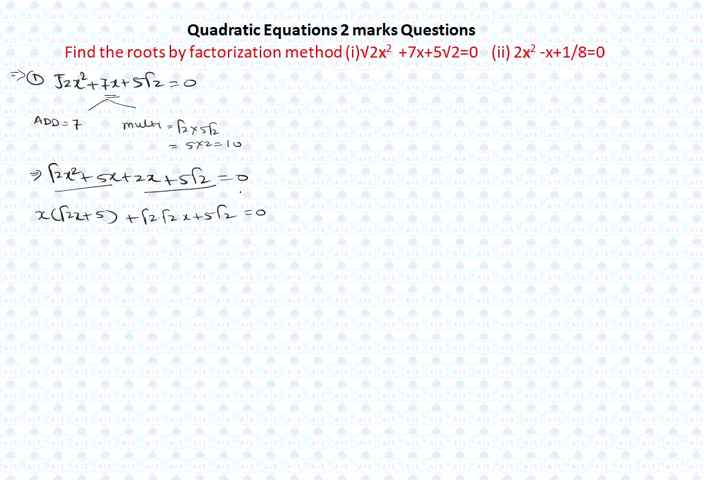 Quadratic Equations 2 marks Questions
Find the roots by factorization method (i)√2x² +7x+5√2=0 (ii) 2x² -x+1/8=0
⇒① √2x²+7x+5√2=0
ADD=7 multi=√2×5√2
= 5×2=10
⇒ √2x²+5x+2x+5√2=0
x(√2x+5)+√2√2x+5√2=0